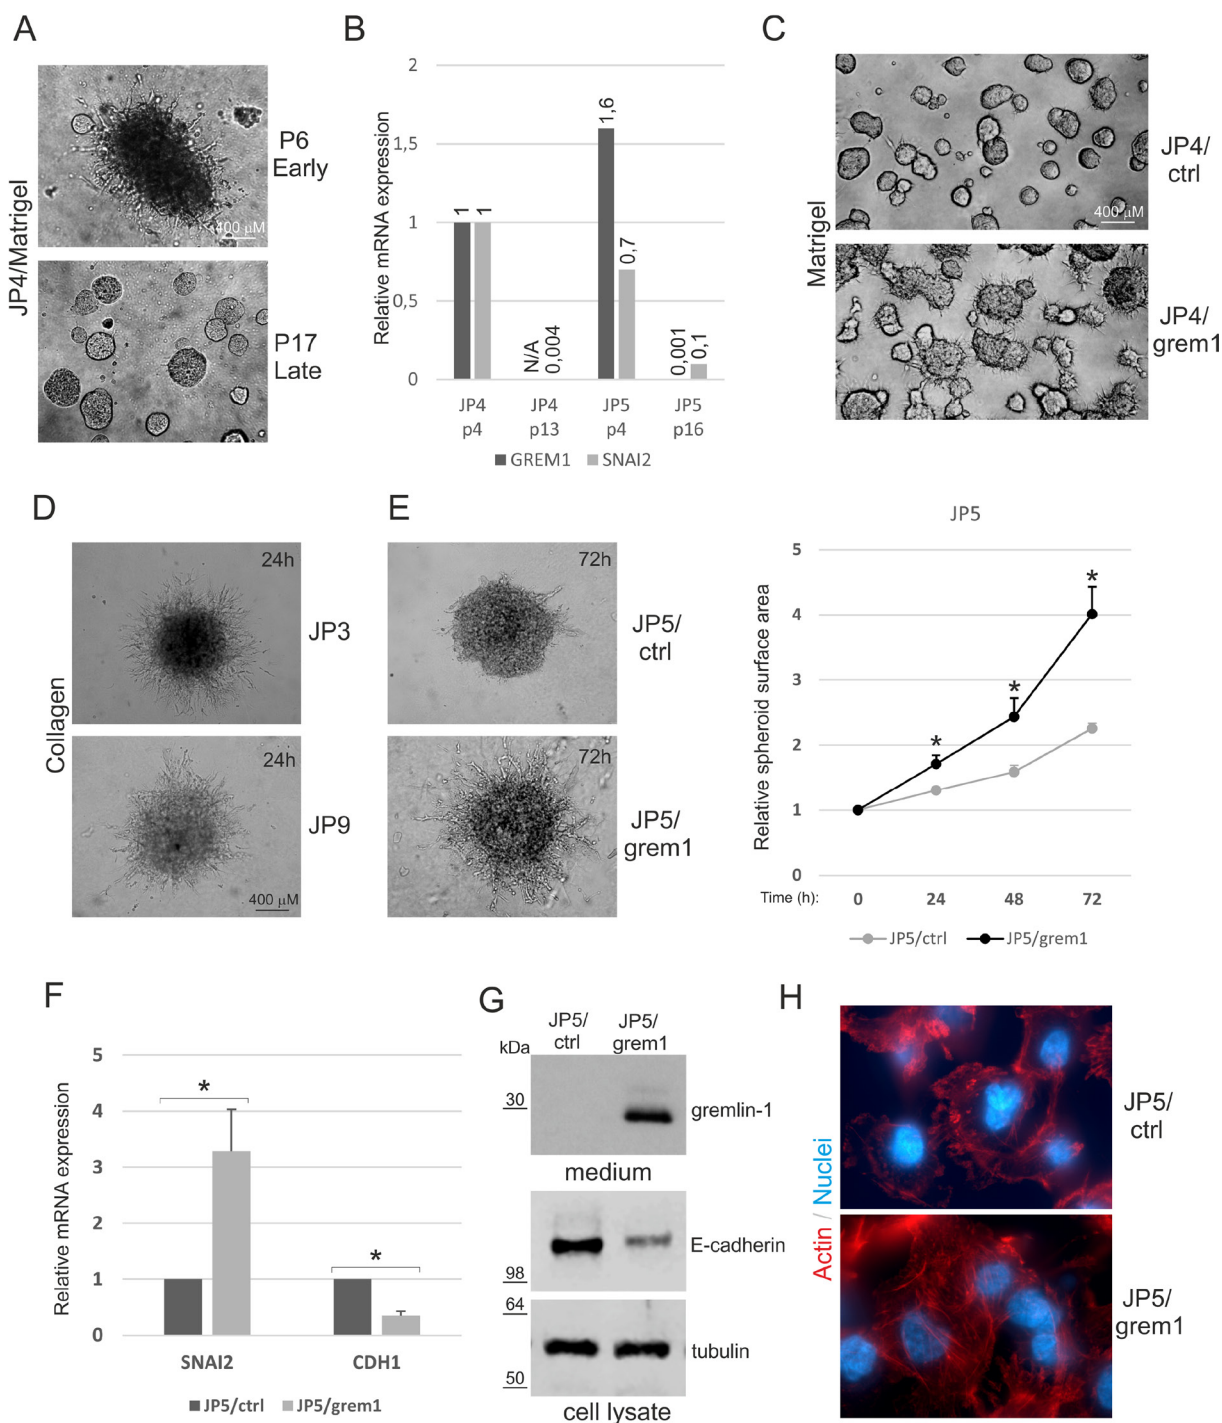 A
JP4/Matrigel
P6
Early
400 µM
P17
Late
B
Relative mRNA expression
2
1,5
1
0,5
0
1
1
N/A
0,004
1,6
0,7
0,001
0,1
JP4
p4
JP4
p13
JP5
p4
JP5
p16
GREM1
SNAI2
C
Matrigel
JP4/
ctrl
400 µM
JP4/
grem1
D
Collagen
24h
JP3
24h
JP9
400 µM
E
72h
JP5/
ctrl
72h
JP5/
grem1
JP5
Relative spheroid surface area
5
4
3
2
1
0
*
*
*
Time (h):
0
24
48
72
JP5/ctrl
JP5/grem1
F
Relative mRNA expression
5
4
3
2
1
0
*
*
SNAI2
CDH1
JP5/ctrl
JP5/grem1
G
kDa
JP5/
ctrl
JP5/
grem1
30
gremlin-1
medium
E-cadherin
98
64
tubulin
50
cell lysate
H
Actin / Nuclei
JP5/
ctrl
JP5/
grem1